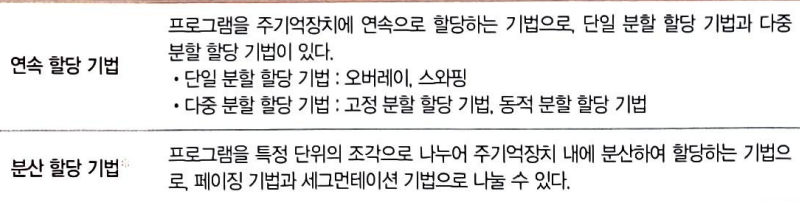 연속 할당 기법
프로그램을 주기억장치에 연속으로 할당하는 기법으로, 단일 분할 할당 기법과 다중
분할 할당 기법이 있다.
• 단일 분할 할당 기법 : 오버레이, 스와핑
• 다중 분할 할당 기법 : 고정 분할 할당 기법, 동적 분할 할당 기법
분산 할당 기법※
프로그램을 특정 단위의 조각으로 나누어 주기억장치 내에 분산하여 할당하는 기법으
로, 페이징 기법과 세그먼테이션 기법으로 나눌 수 있다.